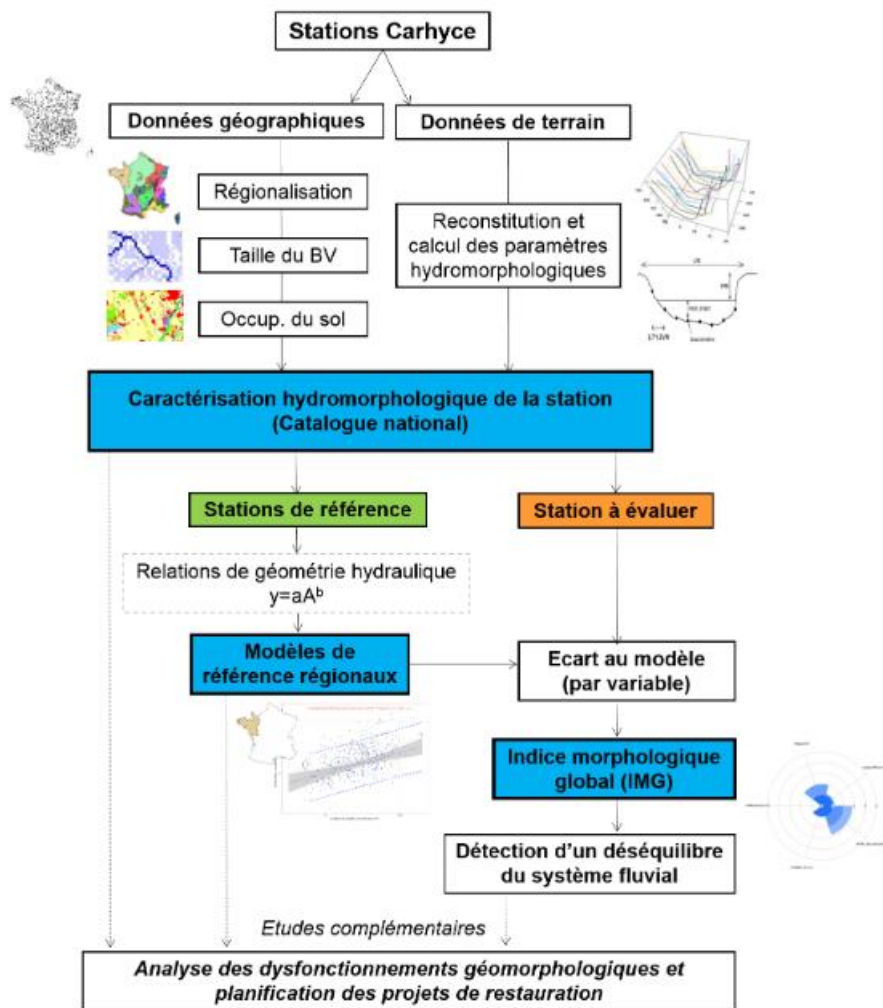 Stations Carhyce
Données géographiques
Données de terrain
Régionalisation
Taille du BV
Occup. du sol
Reconstitution et
calcul des paramètres
hydromorphologiques
Caractérisation hydromorphologique de la station
(Catalogue national)
Stations de référence
Station à évaluer
Relations de géométrie hydraulique
y=aAᵇ
Modèles de
référence régionaux
Ecart au modèle
(par variable)
Indice morphologique
global (IMG)
Détection d’un déséquilibre
du système fluvial
Etudes complémentaires
Analyse des dysfonctionnements géomorphologiques et
planification des projets de restauration